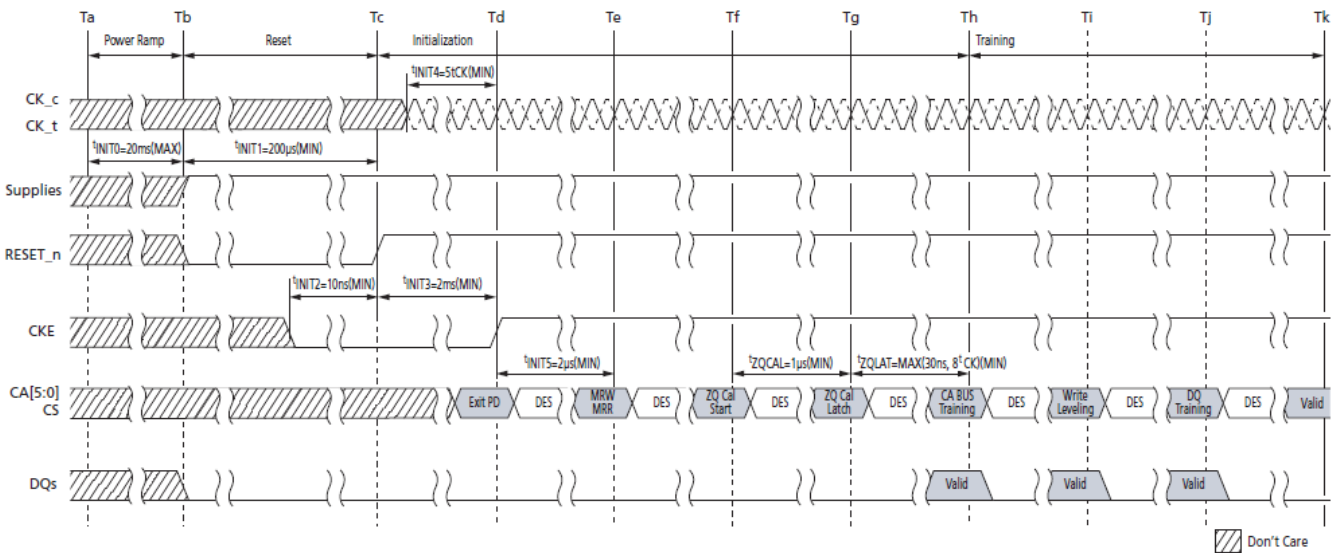 Ta Tb Tc Td Te Tf Tg Th Ti Tj Tk
Power Ramp Reset Initialization Training
tINIT4=5tCK(MIN)
CK_c
CK_t
tINIT0=20ms(MAX) tINIT1=200μs(MIN)
Supplies
RESET_n
tINIT2=10ns(MIN) tINIT3=2ms(MIN)
CKE
tINIT5=2μs(MIN) tZQCAL=1μs(MIN) tZQLAT=MAX(30ns, 8tCK)(MIN)
CA[5:0]
CS
Exit PD DES MRW MRR DES ZQ Cal Start DES ZQ Cal Latch DES CA BUS Training DES Write Leveling DES DQ Training DES Valid
DQs Valid Valid Valid
Don't Care